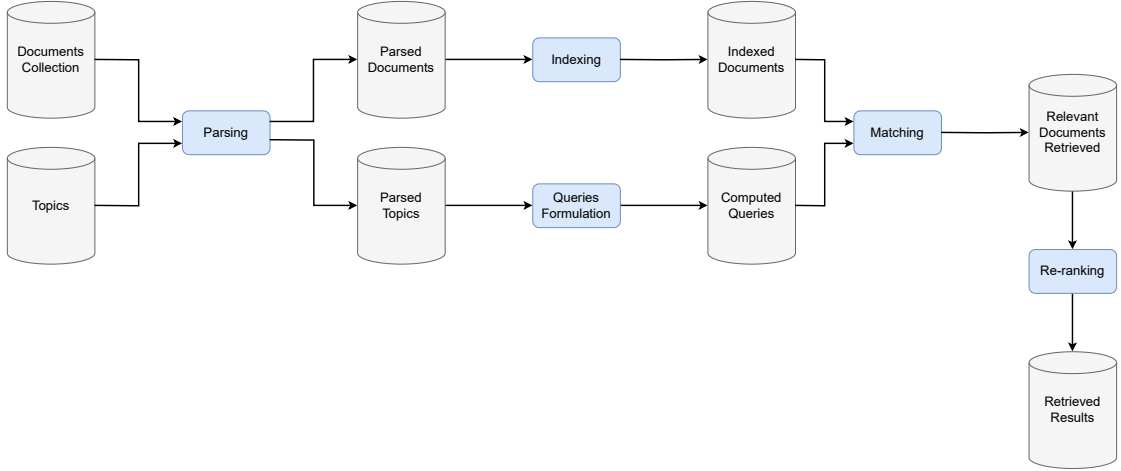 Documents
Collection
Parsed
Documents
Indexing
Indexed
Documents
Parsing
Matching
Relevant
Documents
Retrieved
Topics
Parsed
Topics
Queries
Formulation
Computed
Queries
Re-ranking
Retrieved
Results